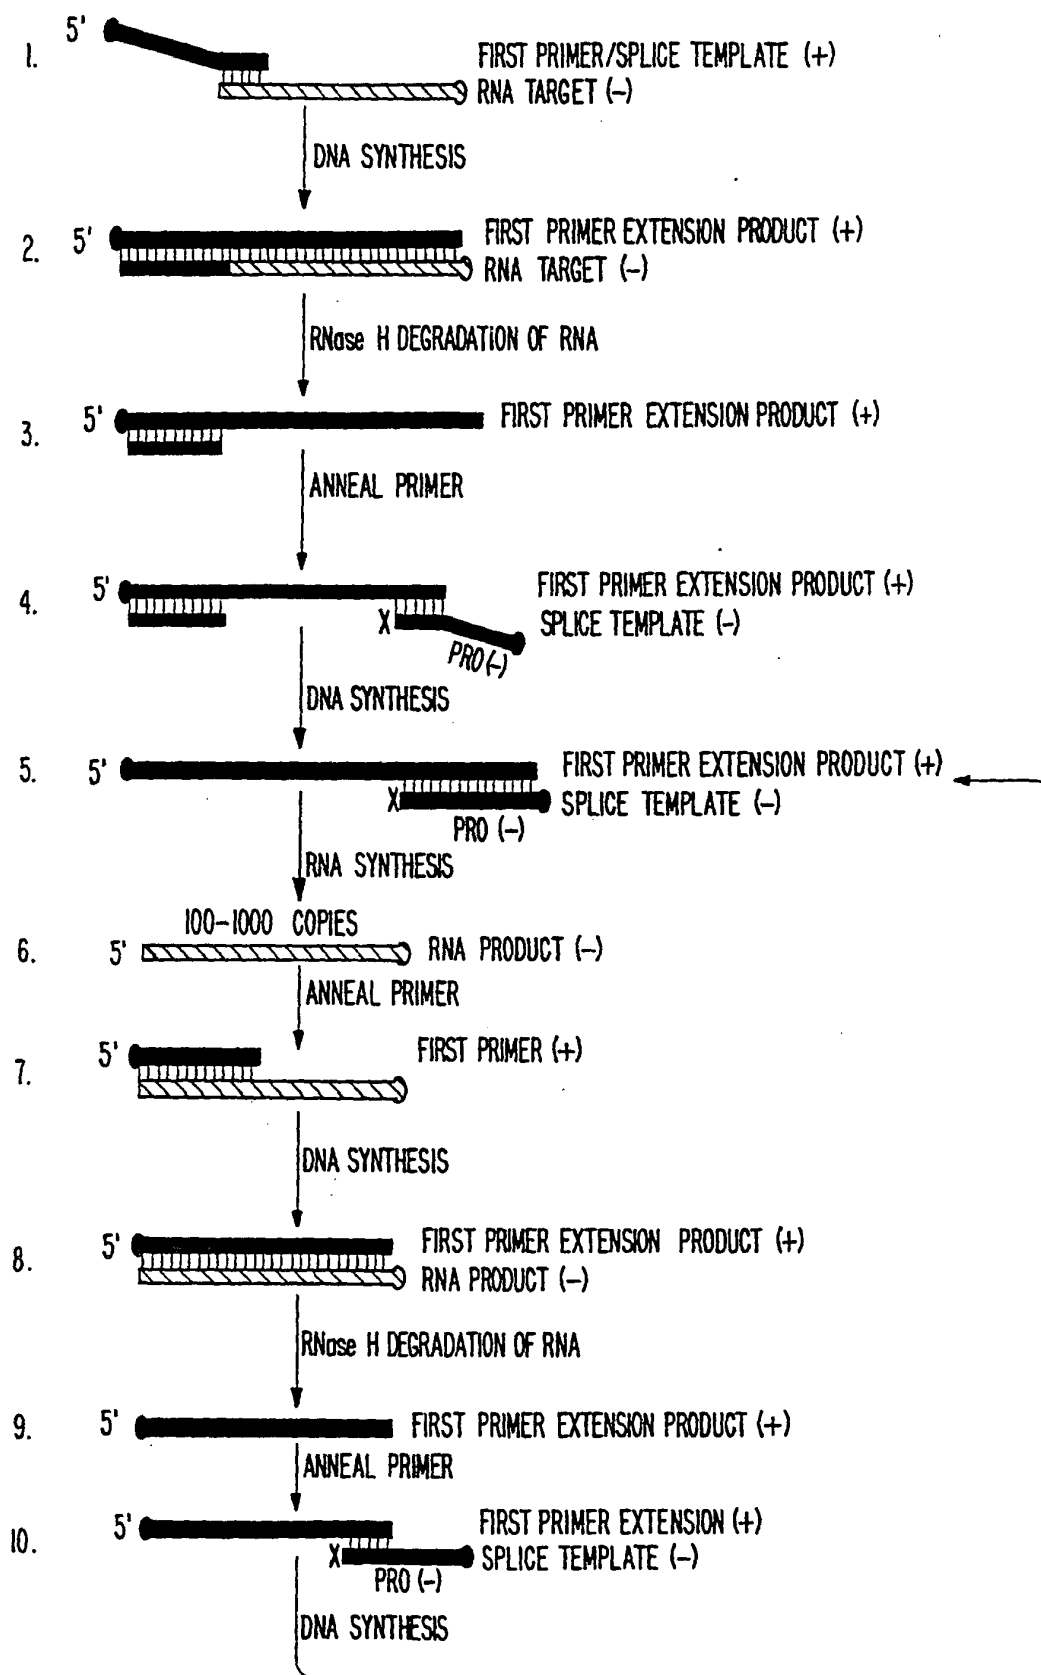 1.
5'
FIRST PRIMER/SPLICE TEMPLATE (+)
RNA TARGET (-)
DNA SYNTHESIS
2.
5'
FIRST PRIMER EXTENSION PRODUCT (+)
RNA TARGET (-)
RNase H DEGRADATION OF RNA
3.
5'
FIRST PRIMER EXTENSION PRODUCT (+)
ANNEAL PRIMER
4.
5'
FIRST PRIMER EXTENSION PRODUCT (+)
X
SPLICE TEMPLATE (-)
PRO (-)
DNA SYNTHESIS
5.
5'
FIRST PRIMER EXTENSION PRODUCT (+)
X
SPLICE TEMPLATE (-)
PRO (-)
RNA SYNTHESIS
100-1000 COPIES
6.
5'
RNA PRODUCT (-)
ANNEAL PRIMER
7.
5'
FIRST PRIMER (+)
DNA SYNTHESIS
8.
5'
FIRST PRIMER EXTENSION PRODUCT (+)
RNA PRODUCT (-)
RNase H DEGRADATION OF RNA
9.
5'
FIRST PRIMER EXTENSION PRODUCT (+)
ANNEAL PRIMER
10.
5'
FIRST PRIMER EXTENSION (+)
X
SPLICE TEMPLATE (-)
PRO (-)
DNA SYNTHESIS